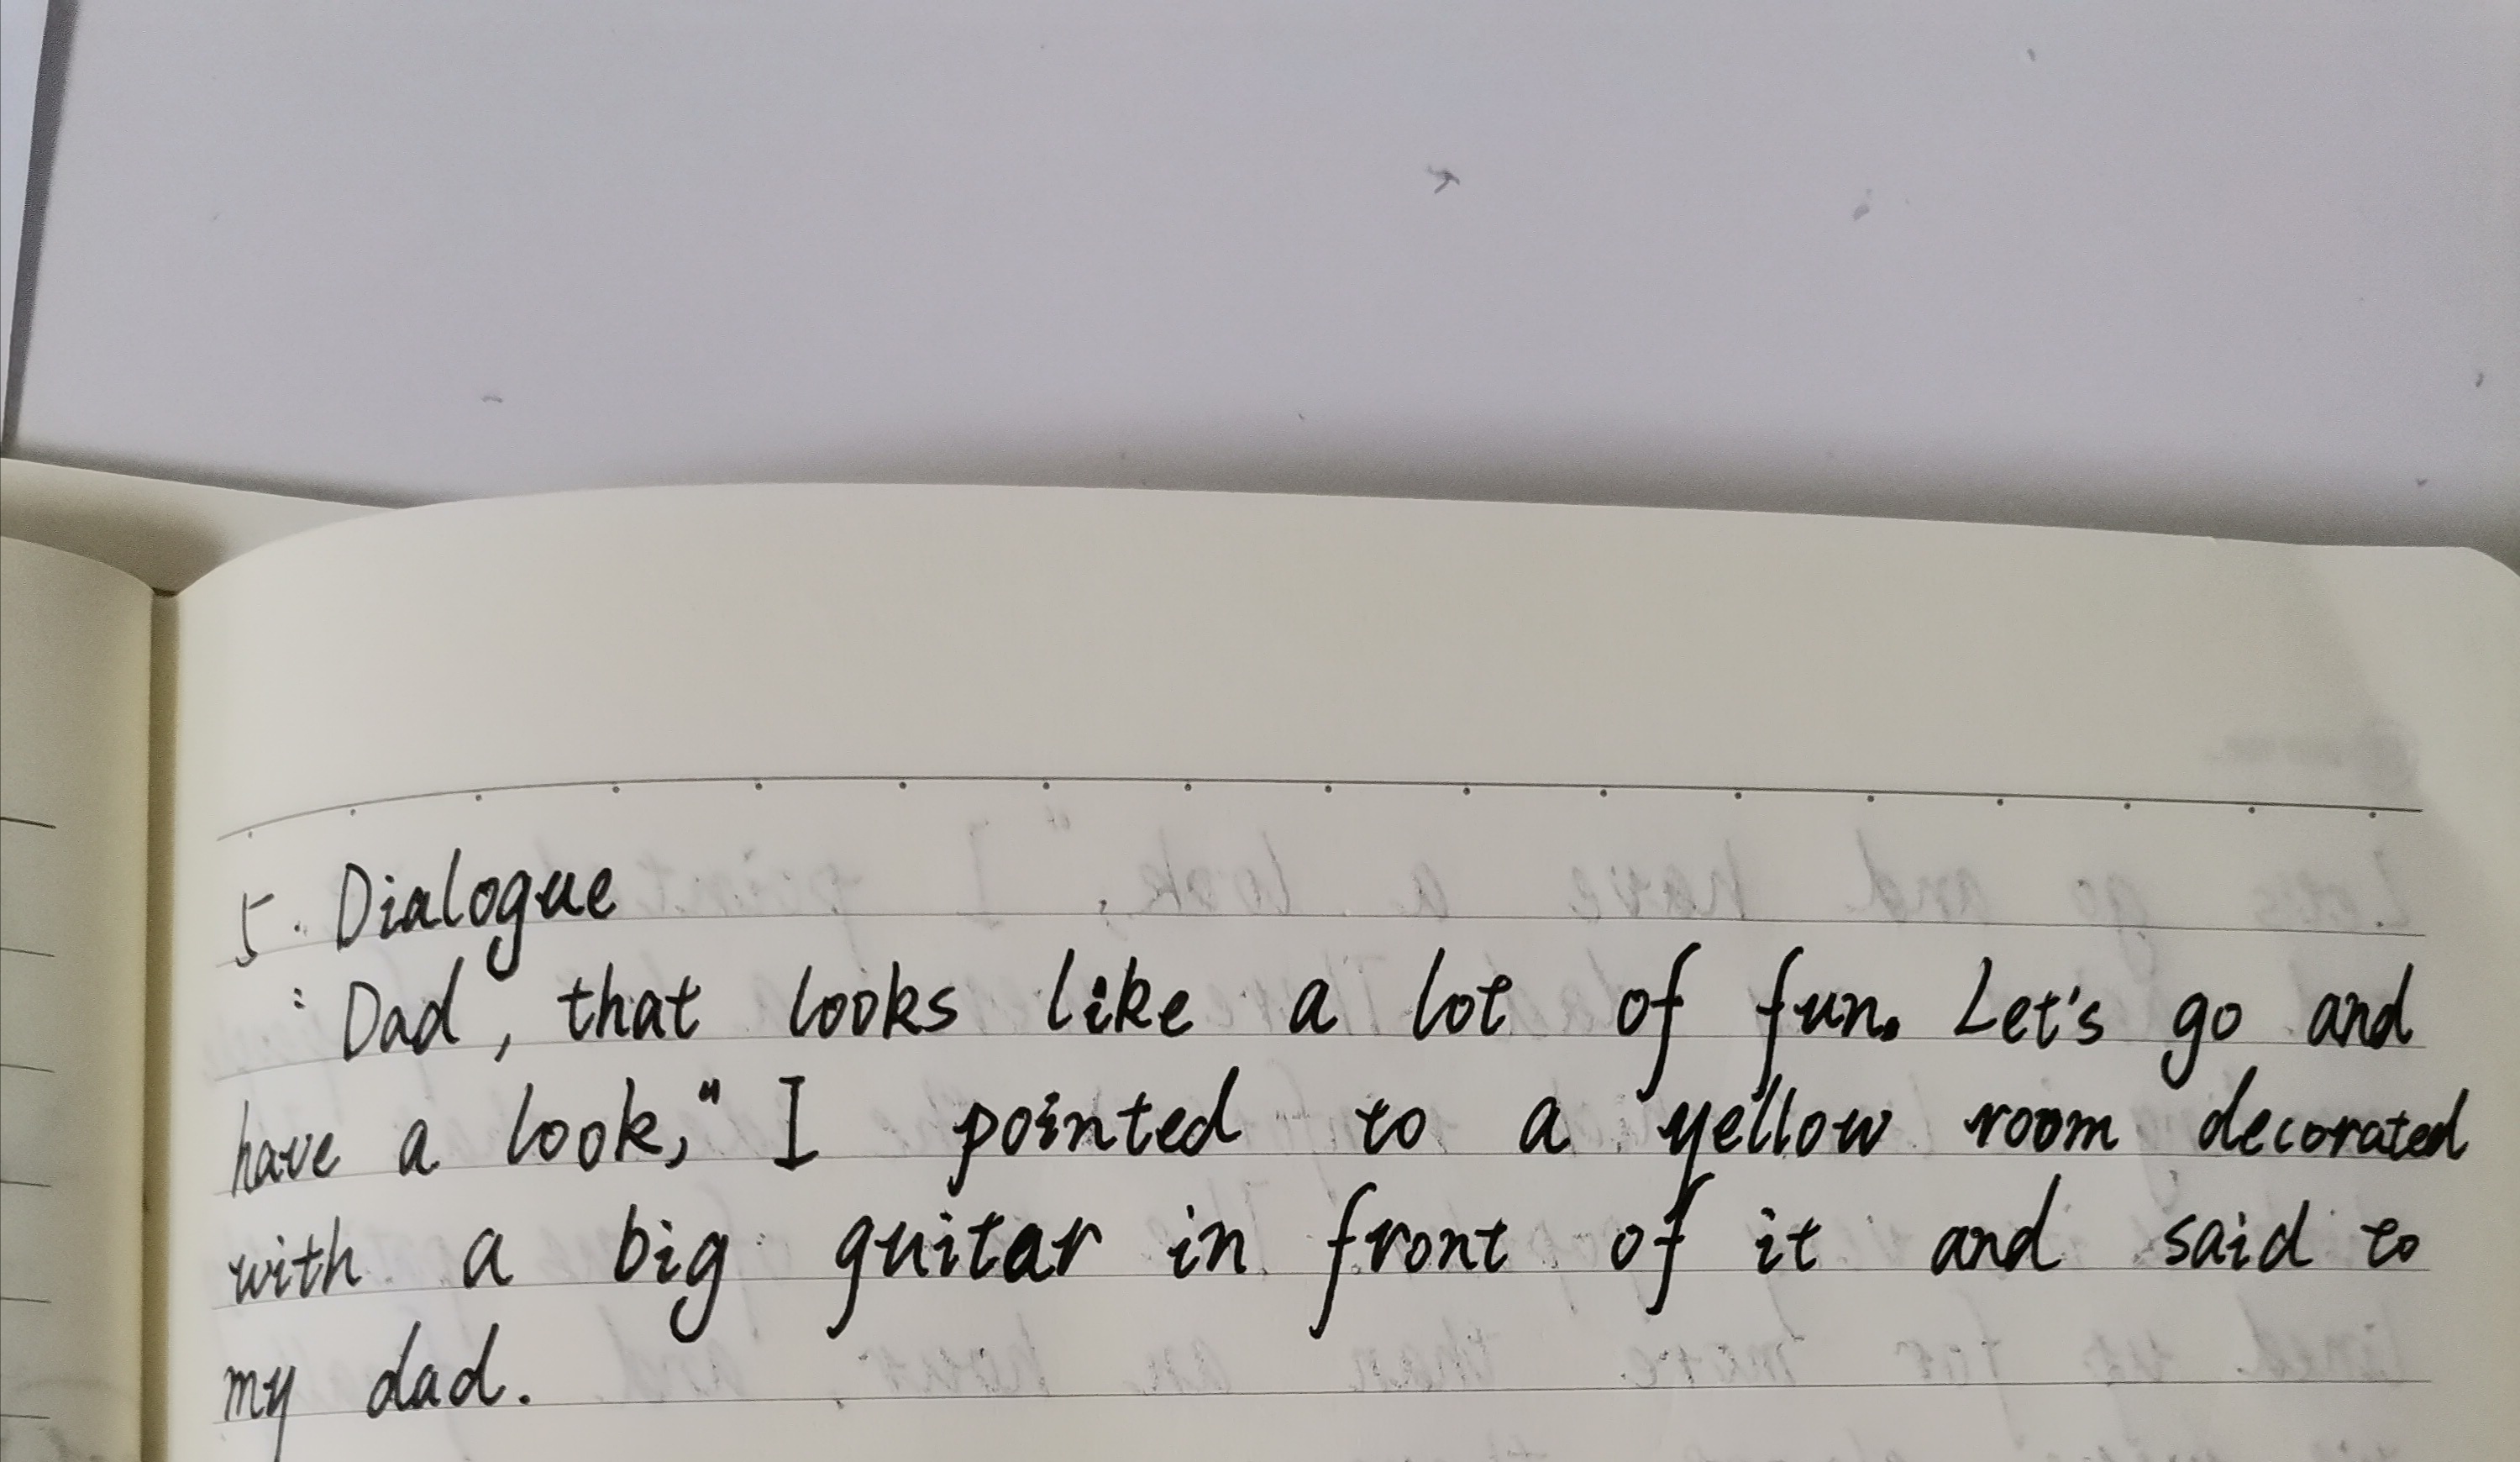 5. Dialogue
"Dad, that looks like a lot of fun. Let's go and
have a look," I pointed to a yellow room decorated
with a big guitar in front of it and said to
my dad.